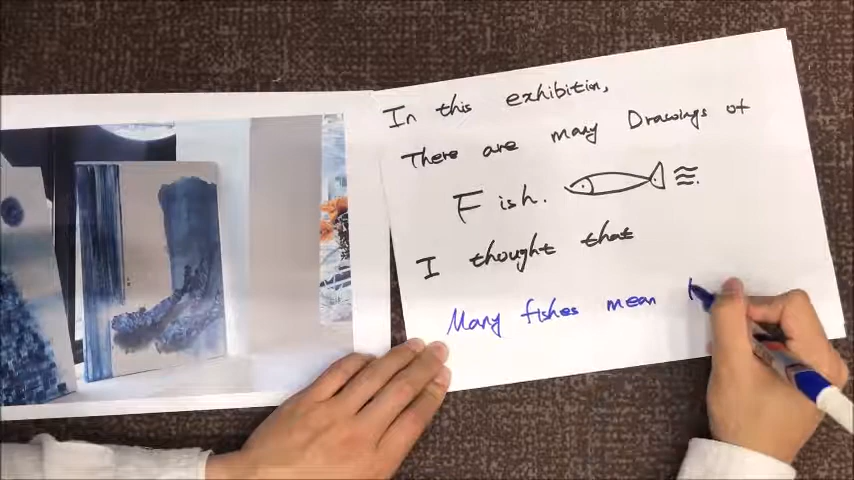 In this exhibition,
There are many Drawings of
Fish.
I thought that
Many fishes mean